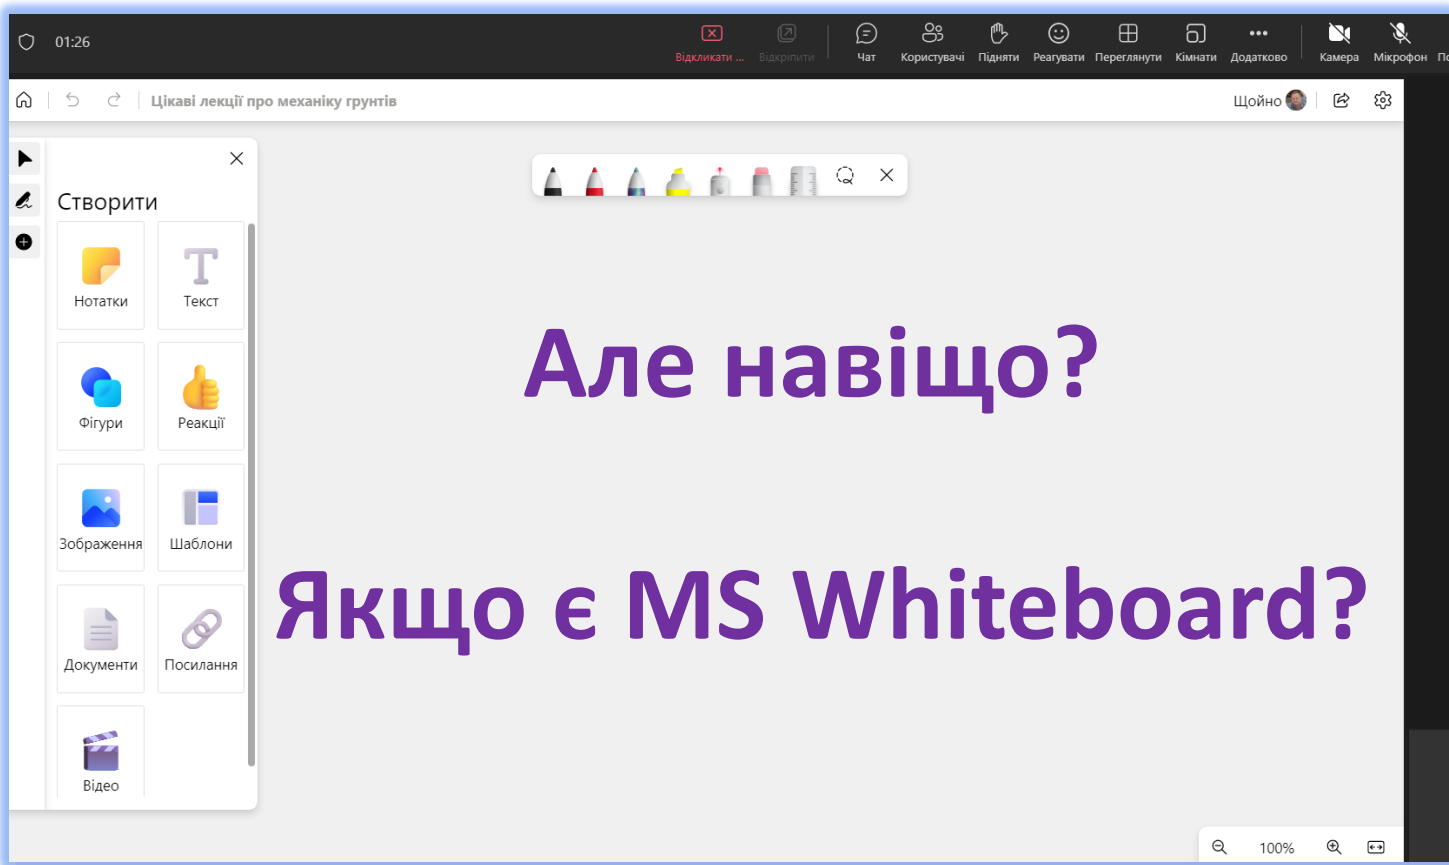 01:26
Відкликати ...
Відкріпити
Чат
Користувачі
Підняти
Реагувати
Переглянути
Кімнати
Додатково
Камера
Мікрофон
Цікаві лекції про механіку грунтів
Щойно
Створити
Нотатки
Текст
Фігури
Реакції
Зображення
Шаблони
Документи
Посилання
Відео
Але навіщо?
Якщо є MS Whiteboard?
100%